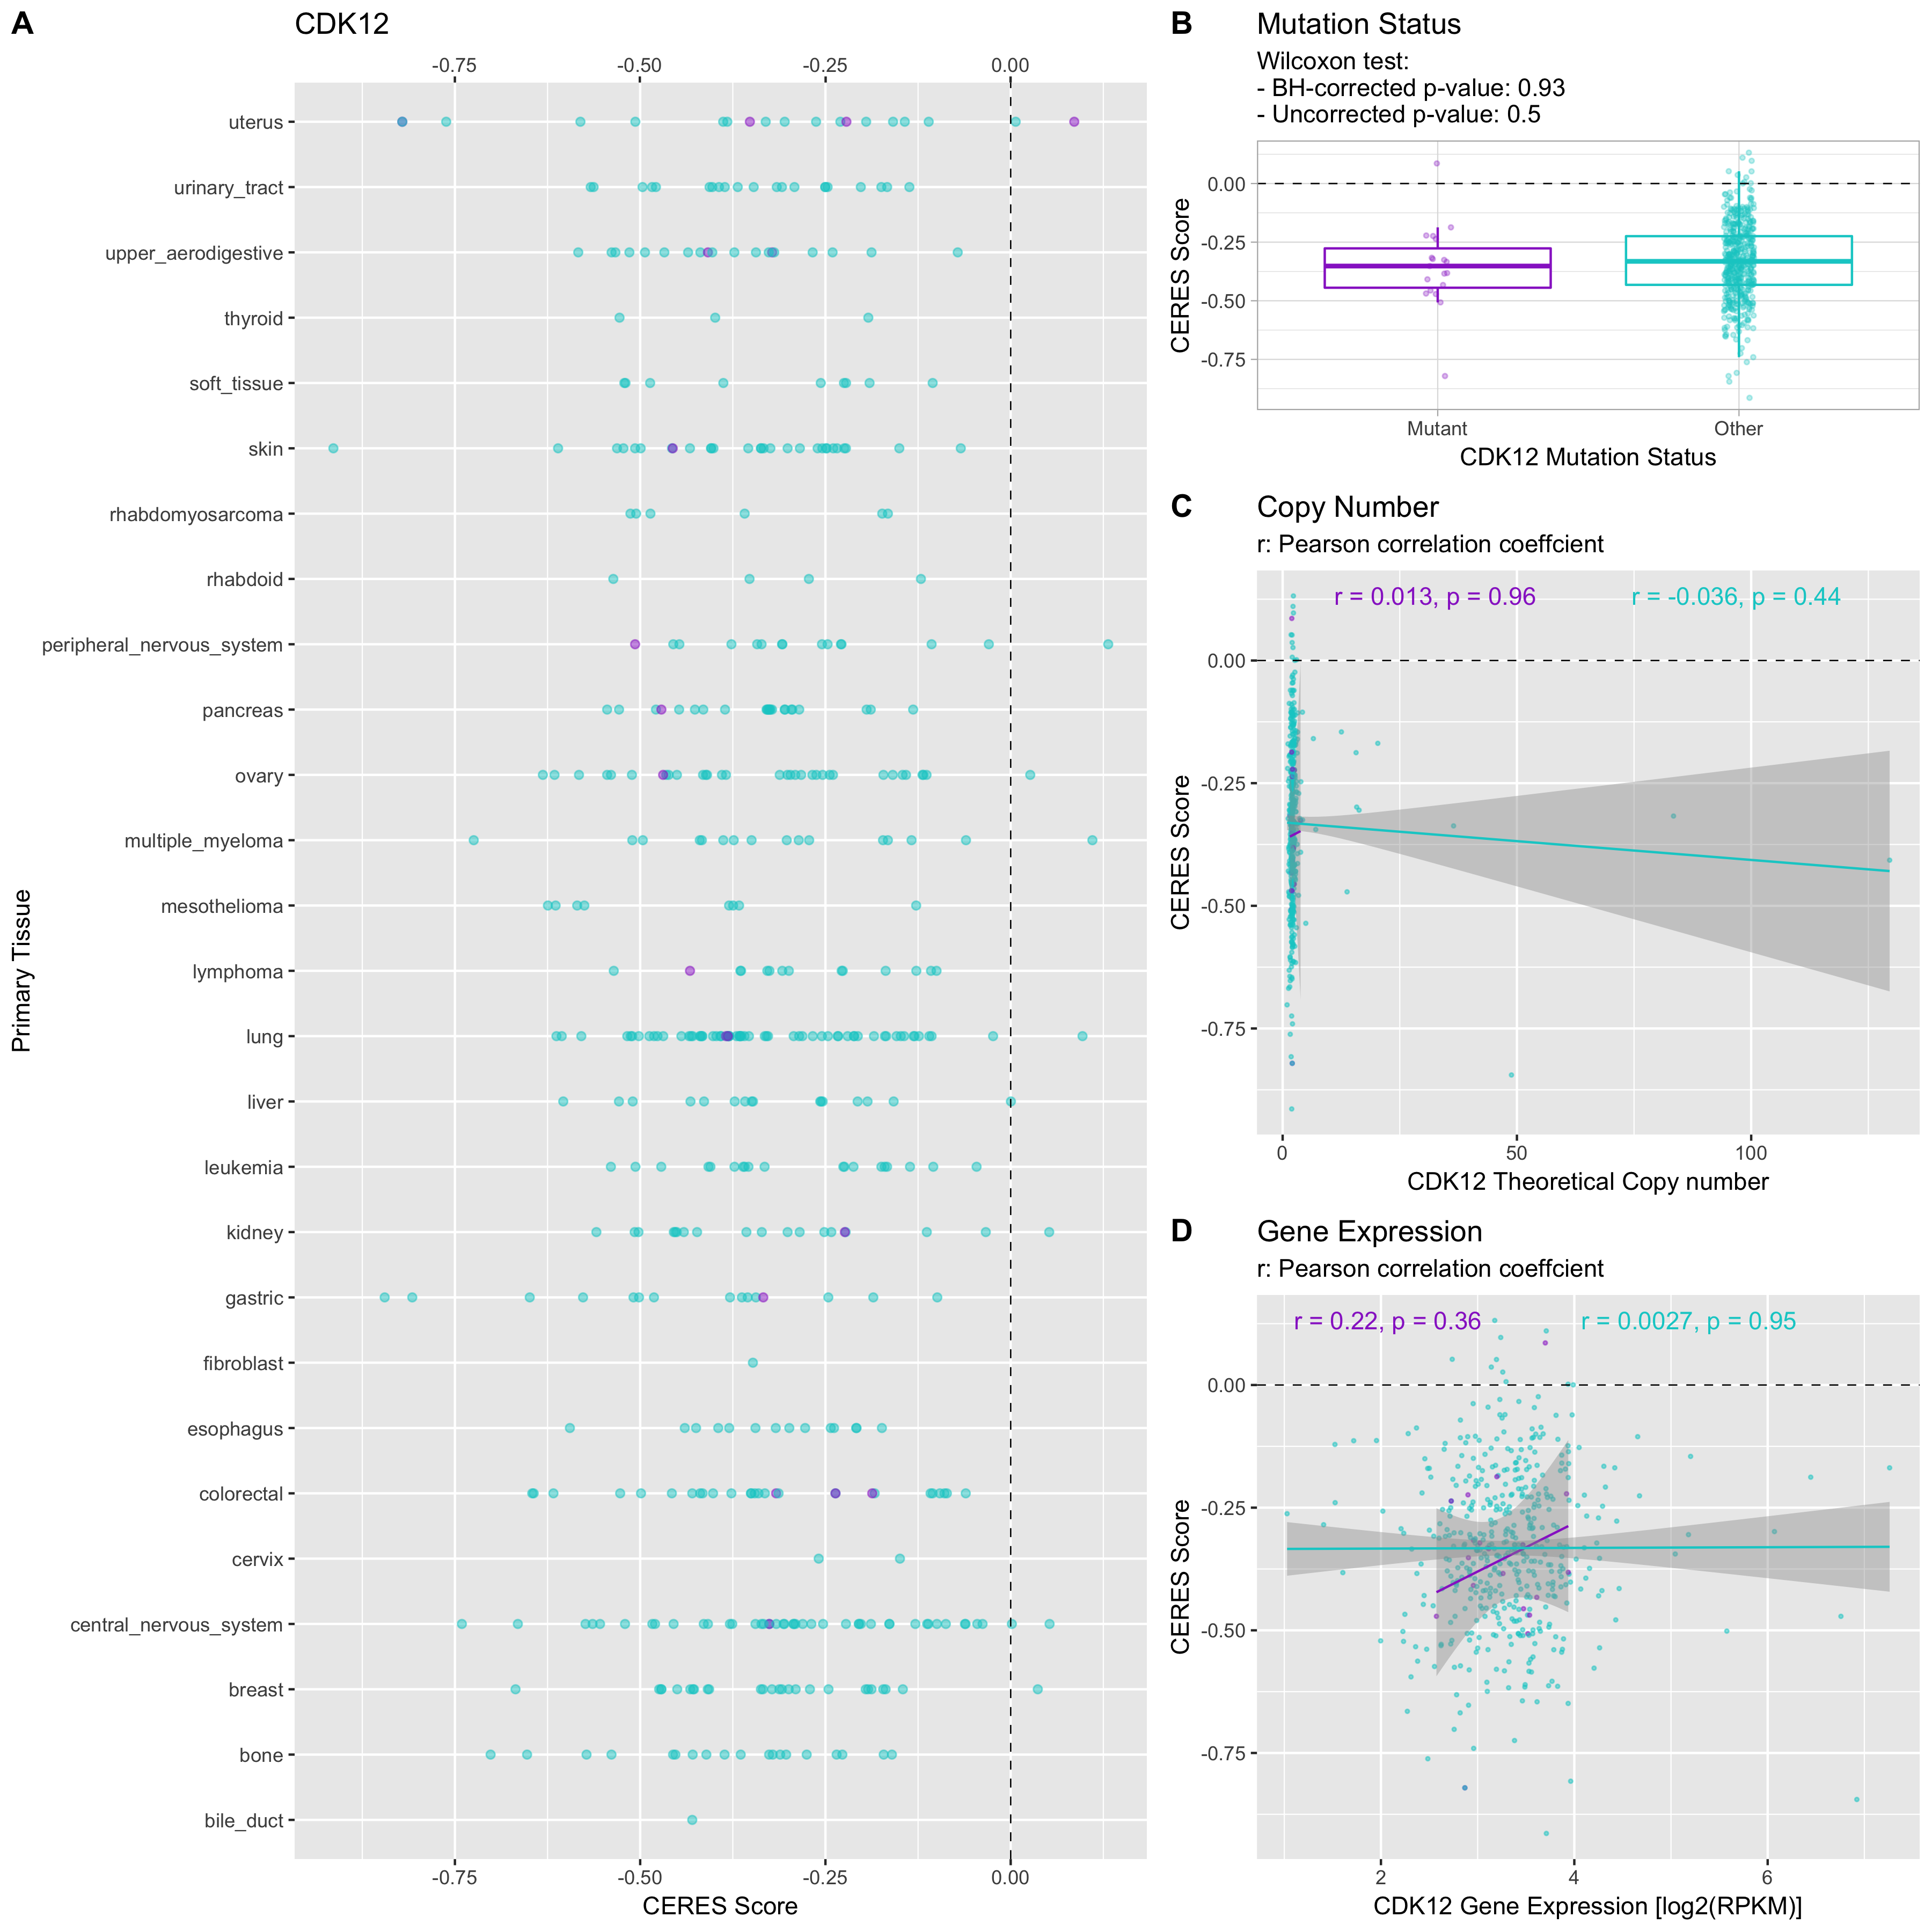 A
CDK12
-0.75
-0.50
-0.25
0.00
uterus
urinary_tract
upper_aerodigestive
thyroid
soft_tissue
skin
rhabdomyosarcoma
rhabdoid
peripheral_nervous_system
pancreas
ovary
multiple_myeloma
mesothelioma
lymphoma
lung
liver
leukemia
kidney
gastric
fibroblast
esophagus
colorectal
cervix
central_nervous_system
breast
bone
bile_duct
Primary Tissue
-0.75
-0.50
-0.25
0.00
CERES Score
B
Mutation Status
Wilcoxon test:
- BH-corrected p-value: 0.93
- Uncorrected p-value: 0.5
0.00
-0.25
-0.50
-0.75
CERES Score
Mutant
Other
CDK12 Mutation Status
C
Copy Number
r: Pearson correlation coeffcient
r = 0.013, p = 0.96
r = -0.036, p = 0.44
0.00
-0.25
-0.50
-0.75
CERES Score
0
50
100
CDK12 Theoretical Copy number
D
Gene Expression
r: Pearson correlation coeffcient
r = 0.22, p = 0.36
r = 0.0027, p = 0.95
0.00
-0.25
-0.50
-0.75
CERES Score
2
4
6
CDK12 Gene Expression [log2(RPKM)]